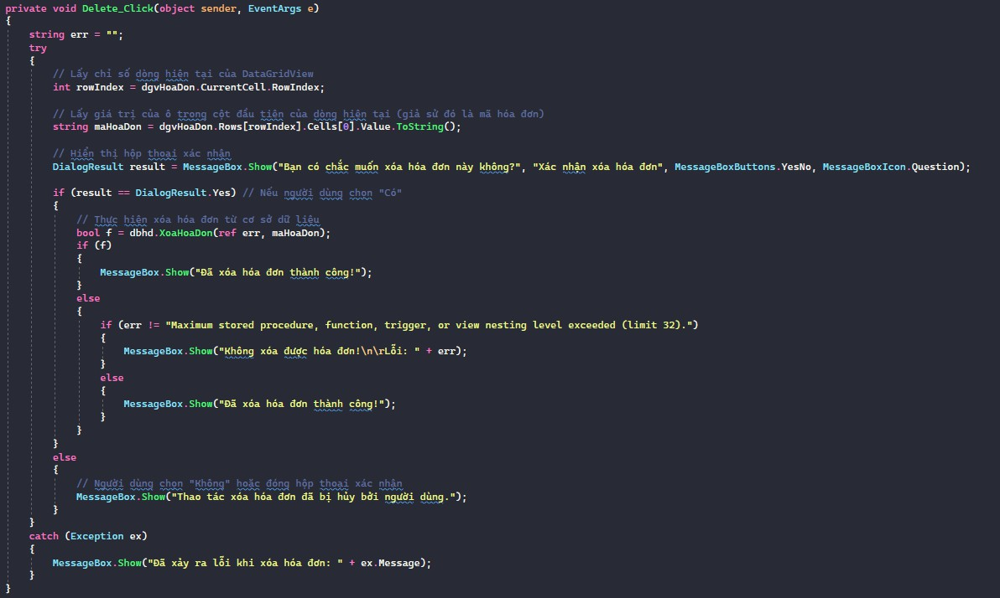 private void Delete_Click(object sender, EventArgs e)
{
string err = "";
try
{
// Lấy chỉ số dòng hiện tại của DataGridView
int rowIndex = dgvHoaDon.CurrentCell.RowIndex;
// Lấy giá trị của ô trong cột đầu tiên của dòng hiện tại (giả sử đó là mã hóa đơn)
string maHoaDon = dgvHoaDon.Rows[rowIndex].Cells[0].Value.ToString();
// Hiển thị hộp thoại xác nhận
DialogResult result = MessageBox.Show("Bạn có chắc muốn xóa hóa đơn này không?", "Xác nhận xóa hóa đơn", MessageBoxButtons.YesNo, MessageBoxIcon.Question);
if (result == DialogResult.Yes) // Nếu người dùng chọn "Có"
{
// Thực hiện xóa hóa đơn từ cơ sở dữ liệu
bool f = dbhd.XoaHoaDon(ref err, maHoaDon);
if (f)
{
MessageBox.Show("Đã xóa hóa đơn thành công!");
}
else
{
if (err != "Maximum stored procedure, function, trigger, or view nesting level exceeded (limit 32).")
{
MessageBox.Show("Không xóa được hóa đơn!\n\rLỗi: " + err);
}
else
{
MessageBox.Show("Đã xóa hóa đơn thành công!");
}
}
}
else
{
// Người dùng chọn "Không" hoặc đóng hộp thoại xác nhận
MessageBox.Show("Thao tác xóa hóa đơn đã bị hủy bởi người dùng.");
}
}
catch (Exception ex)
{
MessageBox.Show("Đã xảy ra lỗi khi xóa hóa đơn: " + ex.Message);
}
}